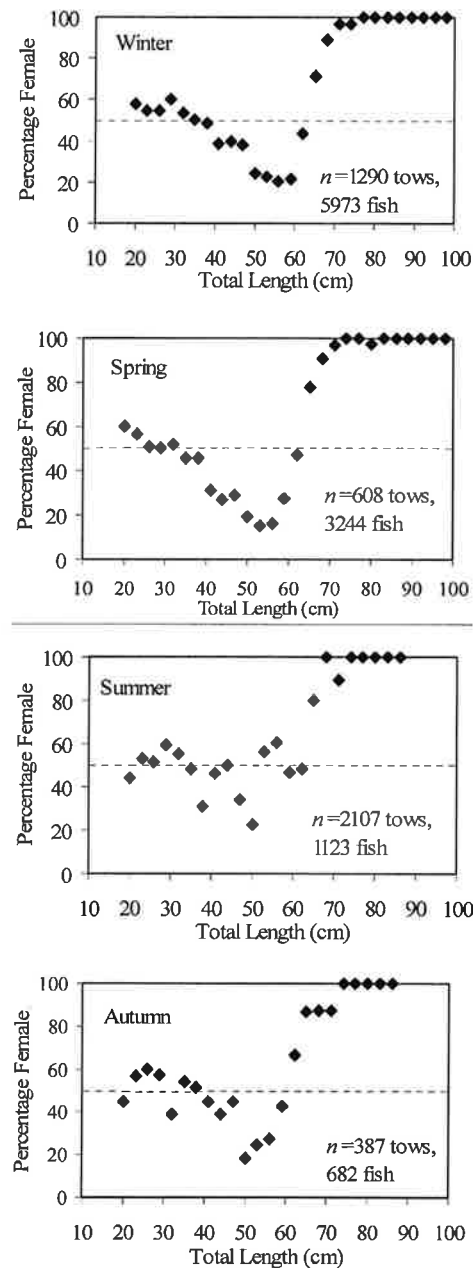 Percentage Female
100
80
60
40
20
0
Winter
n=1290 tows,
5973 fish
10 20 30 40 50 60 70 80 90 100
Total Length (cm)
Percentage Female
100
80
60
40
20
0
Spring
n=608 tows,
3244 fish
10 20 30 40 50 60 70 80 90 100
Total Length (cm)
Percentage Female
100
80
60
40
20
0
Summer
n=2107 tows,
1123 fish
10 20 30 40 50 60 70 80 90 100
Total Length (cm)
Percentage Female
100
80
60
40
20
0
Autumn
n=387 tows,
682 fish
10 20 30 40 50 60 70 80 90 100
Total Length (cm)